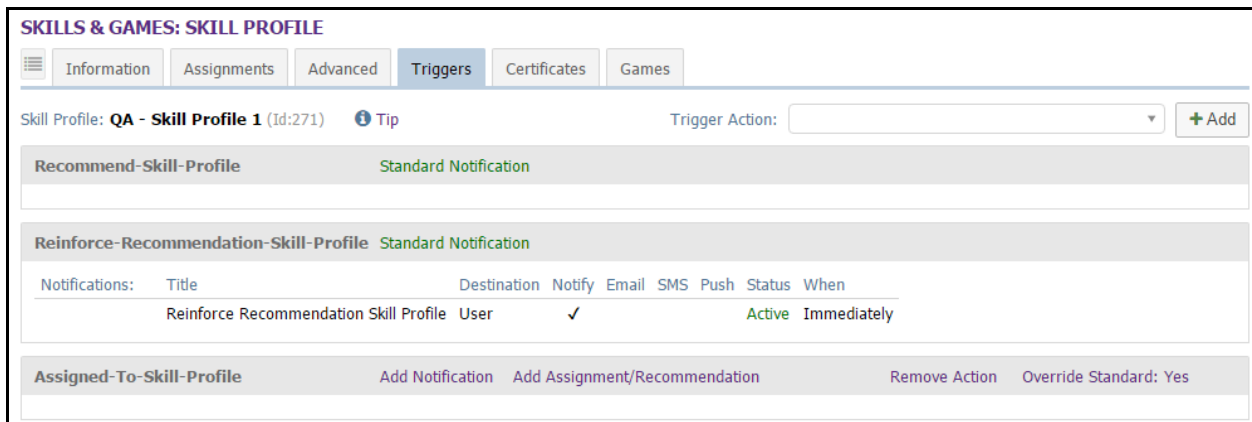 SKILLS & GAMES: SKILL PROFILE
Information Assignments Advanced Triggers Certificates Games
Skill Profile: QA - Skill Profile 1 (Id:271) Tip Trigger Action: Add
Recommend-Skill-Profile Standard Notification
Reinforce-Recommendation-Skill-Profile Standard Notification
Notifications: Title Destination Notify Email SMS Push Status When
Reinforce Recommendation Skill Profile User ✓ Active Immediately
Assigned-To-Skill-Profile Add Notification Add Assignment/Recommendation Remove Action Override Standard: Yes